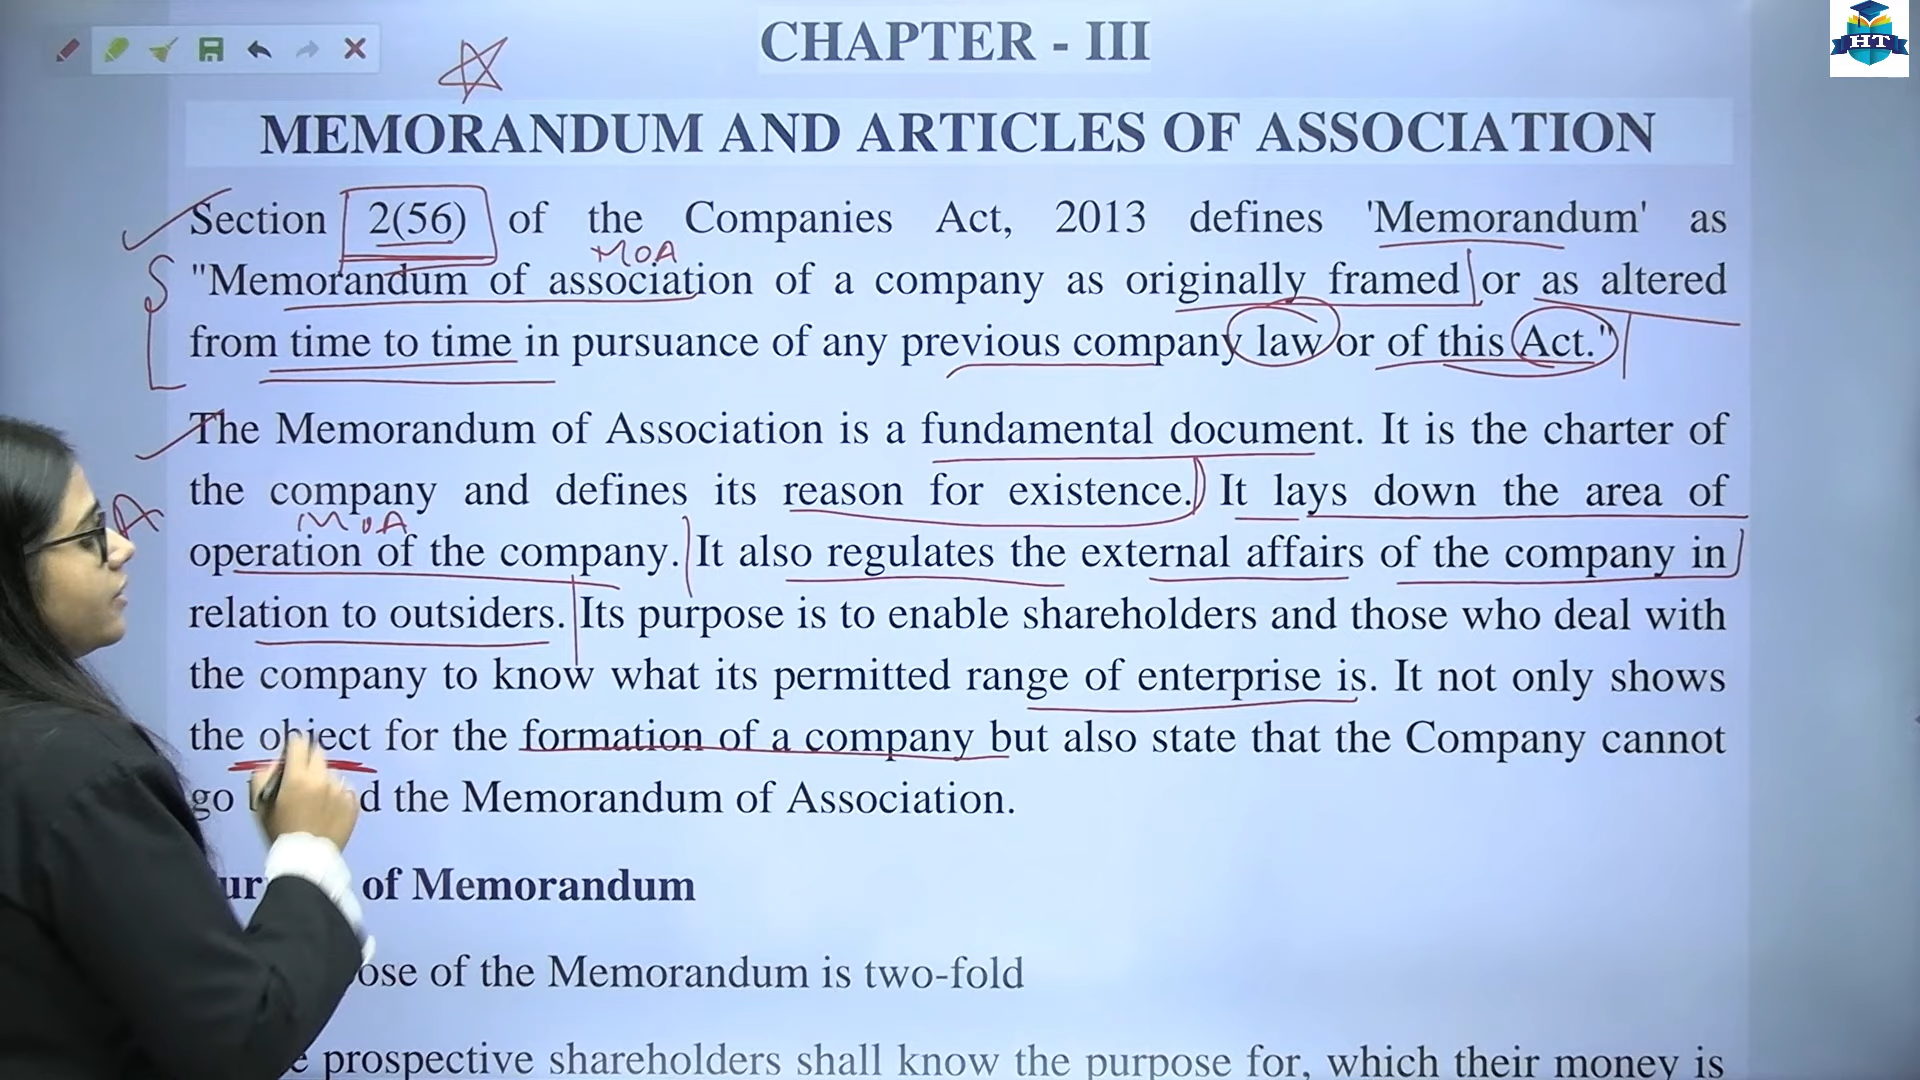 CHAPTER - III
HT
MEMORANDUM AND ARTICLES OF ASSOCIATION
Section 2(56) of the Companies Act, 2013 defines 'Memorandum' as
MOA
"Memorandum of association of a company as originally framed or as altered
from time to time in pursuance of any previous company law or of this Act."
The Memorandum of Association is a fundamental document. It is the charter of
the company and defines its reason for existence. It lays down the area of
A
MOA
operation of the company. It also regulates the external affairs of the company in
relation to outsiders. Its purpose is to enable shareholders and those who deal with
the company to know what its permitted range of enterprise is. It not only shows
the object for the formation of a company but also state that the Company cannot
go the Memorandum of Association.
of Memorandum
of the Memorandum is two-fold
prospective shareholders shall know the purpose for, which their money is